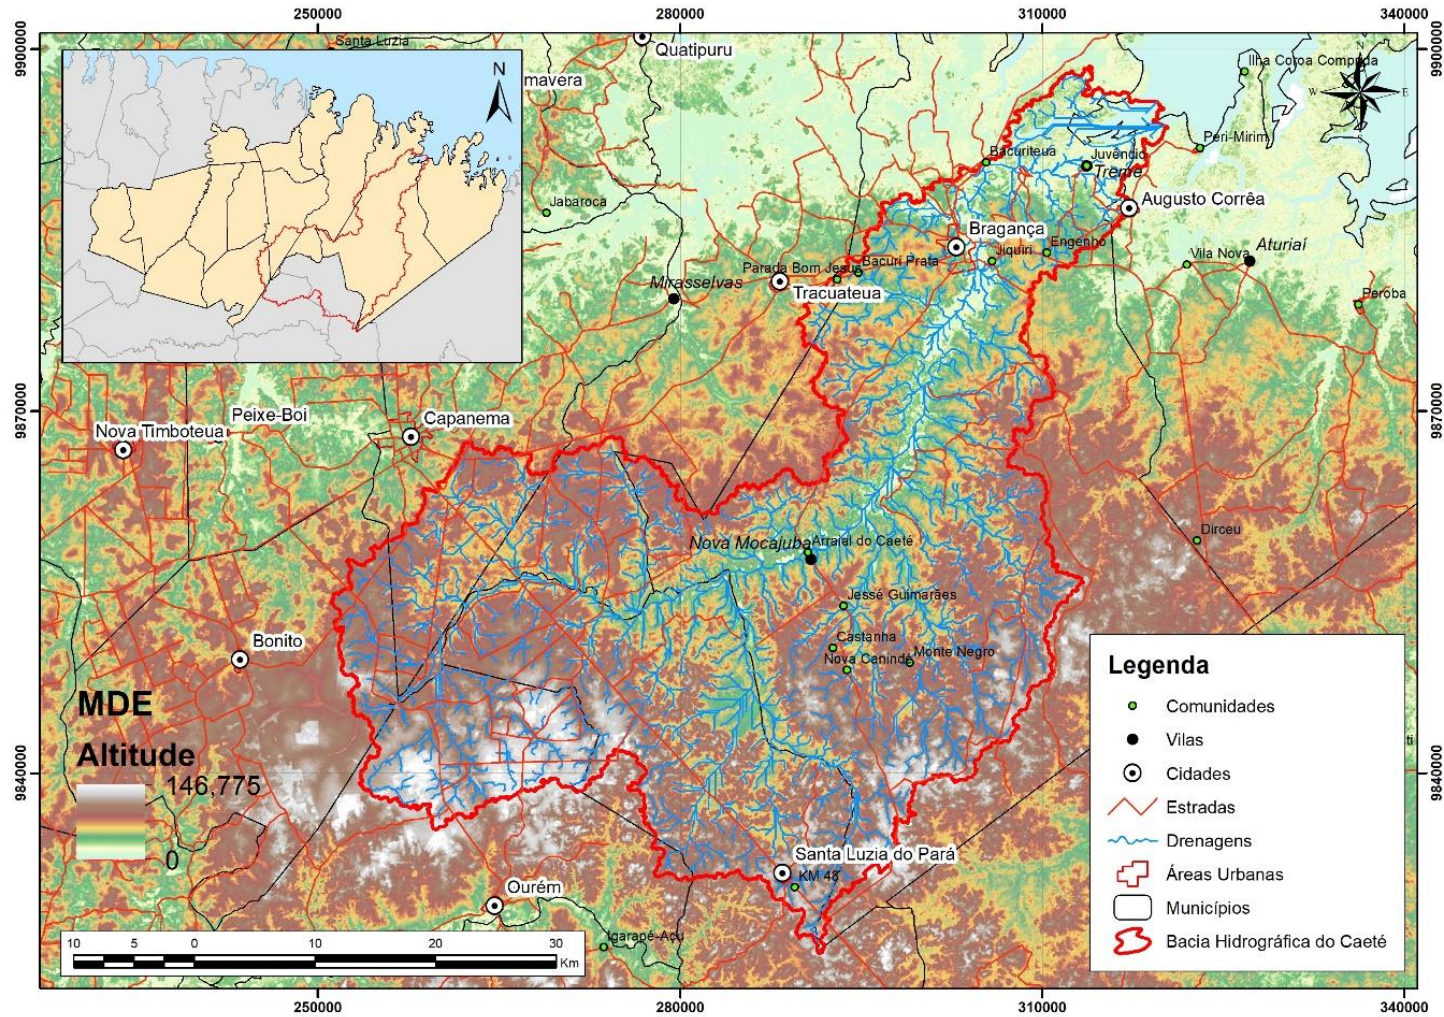 250000
280000
310000
340000
9900000
9900000
Santa Luzia
Quatipuru
mavera
N
N
W
E
Ilha Coroa Comprida
Peri-Mirim
Bacuriteua
Juvêncio
Treme
Augusto Corrêa
Jabaroca
Bragança
Jiquiri
Engenho
Vila Nova
Aturiaí
Parada Bom Jesus
Bacuri Prata
Mirasselvas
Tracuateua
Peroba
9870000
9870000
Peixe-Boi
Capanema
Nova Timboteua
Dirceu
Nova Mocajuba
Arraial do Caeté
Jessé Guimarães
Castanha
Nova Canindé
Monte Negro
Bonito
MDE
Altitude
146,775
0
9840000
9840000
ti
Legenda
Comunidades
Vilas
Cidades
Estradas
Drenagens
Áreas Urbanas
Municípios
Bacia Hidrográfica do Caeté
Santa Luzia do Pará
KM 48
Ourém
Igarapé-Açu
10 5 0 10 20 30
Km
250000
280000
310000
340000